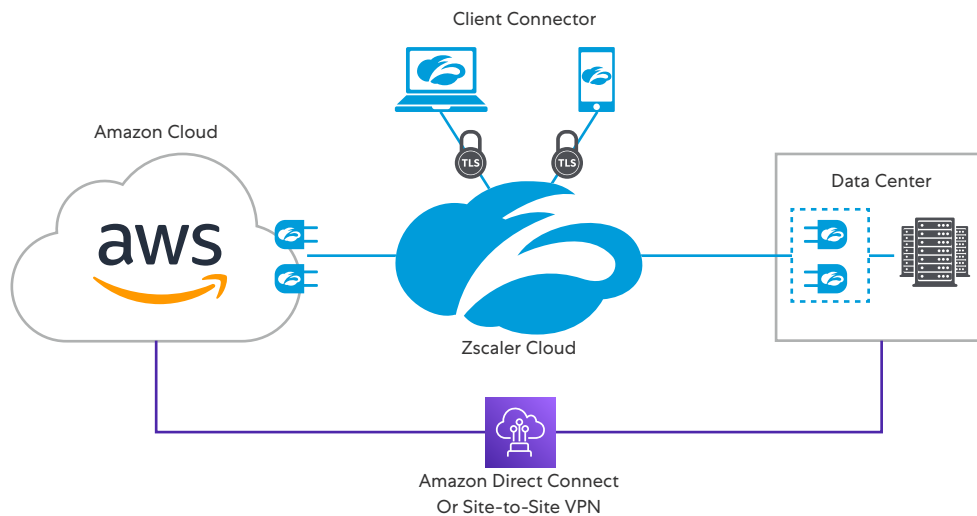 Client Connector
Amazon Cloud
TLS
TLS
Data Center
aws
Zscaler Cloud
Amazon Direct Connect
Or Site-to-Site VPN